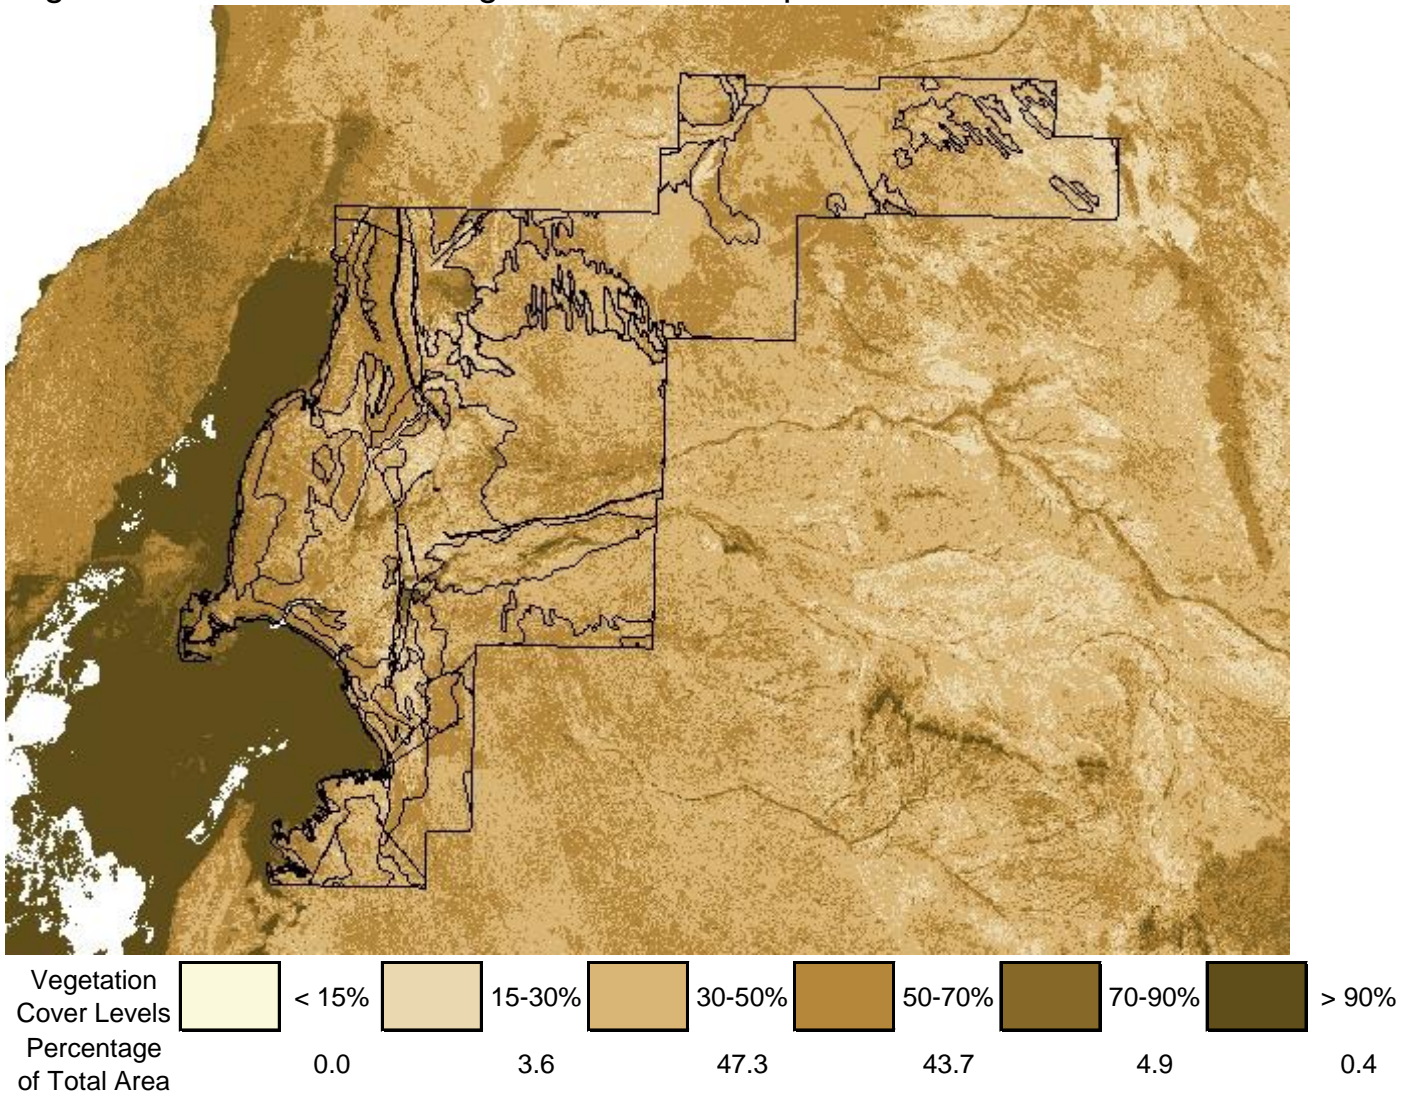 Vegetation
Cover Levels
< 15% 15-30% 30-50% 50-70% 70-90% > 90%
Percentage
of Total Area
0.0 3.6 47.3 43.7 4.9 0.4